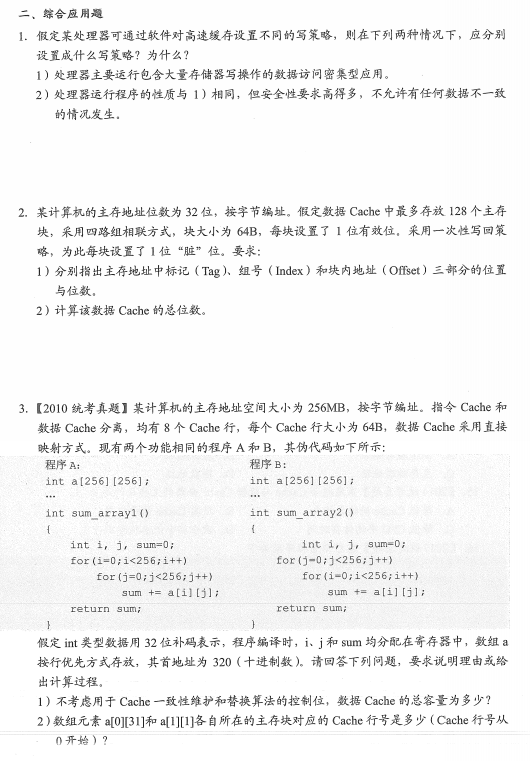 二、综合应用题
1. 假定某处理器可通过软件对高速缓存设置不同的写策略，则在下列两种情况下，应分别
设置成什么写策略？为什么？
1）处理器主要运行包含大量存储器写操作的数据访问密集型应用。
2）处理器运行程序的性质与 1）相同，但安全性要求高得多，不允许有任何数据不一致
的情况发生。
2. 某计算机的主存地址位数为 32 位，按字节编址。假定数据 Cache 中最多存放 128 个主存
块，采用四路组相联方式，块大小为 64B，每块设置了 1 位有效位。采用一次性写回策
略，为此每块设置了 1 位“脏”位。要求：
1）分别指出主存地址中标记（Tag）、组号（Index）和块内地址（Offset）三部分的位置
与位数。
2）计算该数据 Cache 的总位数。
3.【2010 统考真题】某计算机的主存地址空间大小为 256MB，按字节编址。指令 Cache 和
数据 Cache 分离，均有 8 个 Cache 行，每个 Cache 行大小为 64B，数据 Cache 采用直接
映射方式。现有两个功能相同的程序 A 和 B，其伪代码如下所示：
程序 A: 程序 B:
int a[256][256]; int a[256][256];
… …
int sum_array1() int sum_array2()
{ {
int i, j, sum=0; int i, j, sum=0;
for(i=0;i<256;i++) for(j=0;j<256;j++)
for(j=0;j<256;j++) for(i=0;i<256;i++)
sum += a[i][j]; sum += a[i][j];
return sum; return sum;
} }
假定 int 类型数据用 32 位补码表示，程序编译时，i、j 和 sum 均分配在寄存器中，数组 a
按行优先方式存放，其首地址为 320（十进制数）。请回答下列问题，要求说明理由或给
出计算过程。
1）不考虑用于 Cache 一致性维护和替换算法的控制位，数据 Cache 的总容量为多少？
2）数组元素 a[0][31]和 a[1][1]各自所在的主存块对应的 Cache 行号是多少（Cache 行号从
0 开始）？